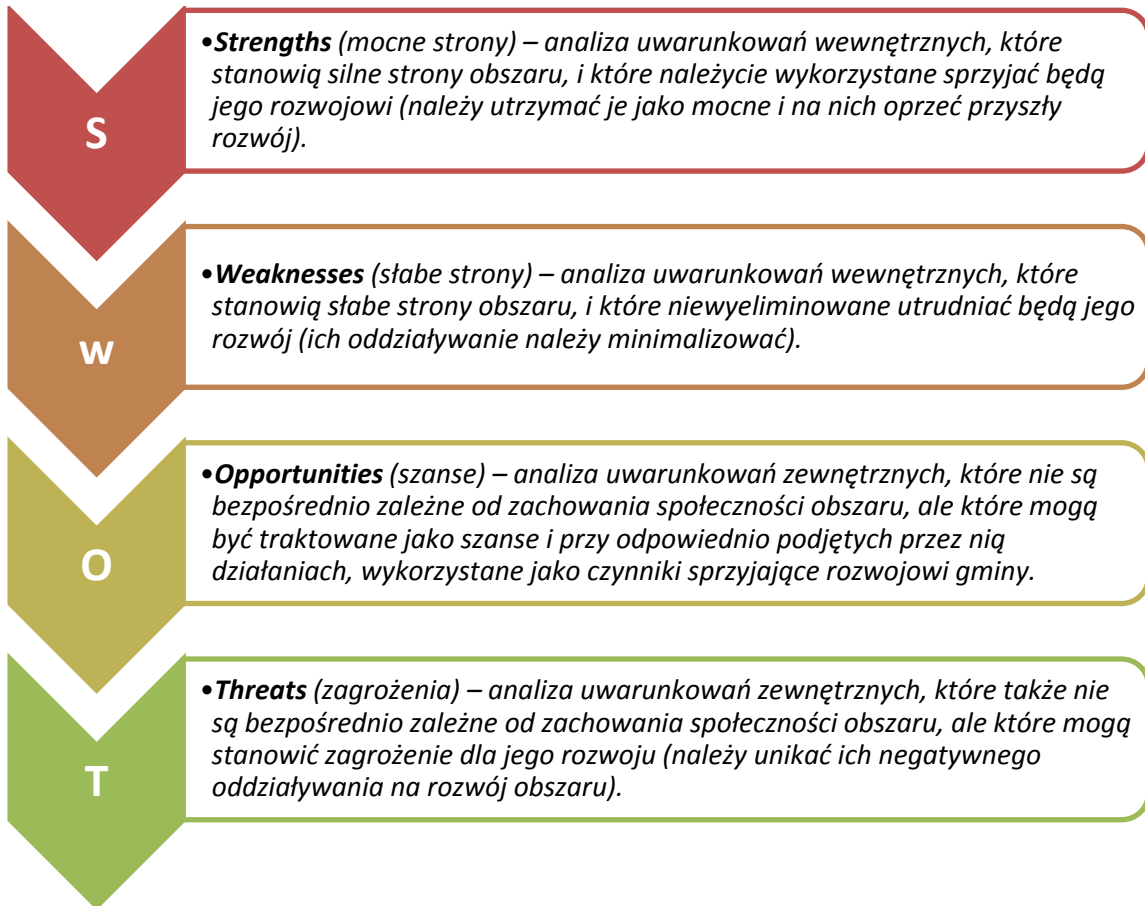 S
•Strengths (mocne strony) – analiza uwarunkowań wewnętrznych, które
stanowią silne strony obszaru, i które należycie wykorzystane sprzyjać będą
jego rozwojowi (należy utrzymać je jako mocne i na nich oprzeć przyszły
rozwój).
w
•Weaknesses (słabe strony) – analiza uwarunkowań wewnętrznych, które
stanowią słabe strony obszaru, i które niewyeliminowane utrudniać będą jego
rozwój (ich oddziaływanie należy minimalizować).
O
•Opportunities (szanse) – analiza uwarunkowań zewnętrznych, które nie są
bezpośrednio zależne od zachowania społeczności obszaru, ale które mogą
być traktowane jako szanse i przy odpowiednio podjętych przez nią
działaniach, wykorzystane jako czynniki sprzyjające rozwojowi gminy.
T
•Threats (zagrożenia) – analiza uwarunkowań zewnętrznych, które także nie
są bezpośrednio zależne od zachowania społeczności obszaru, ale które mogą
stanowić zagrożenie dla jego rozwoju (należy unikać ich negatywnego
oddziaływania na rozwój obszaru).